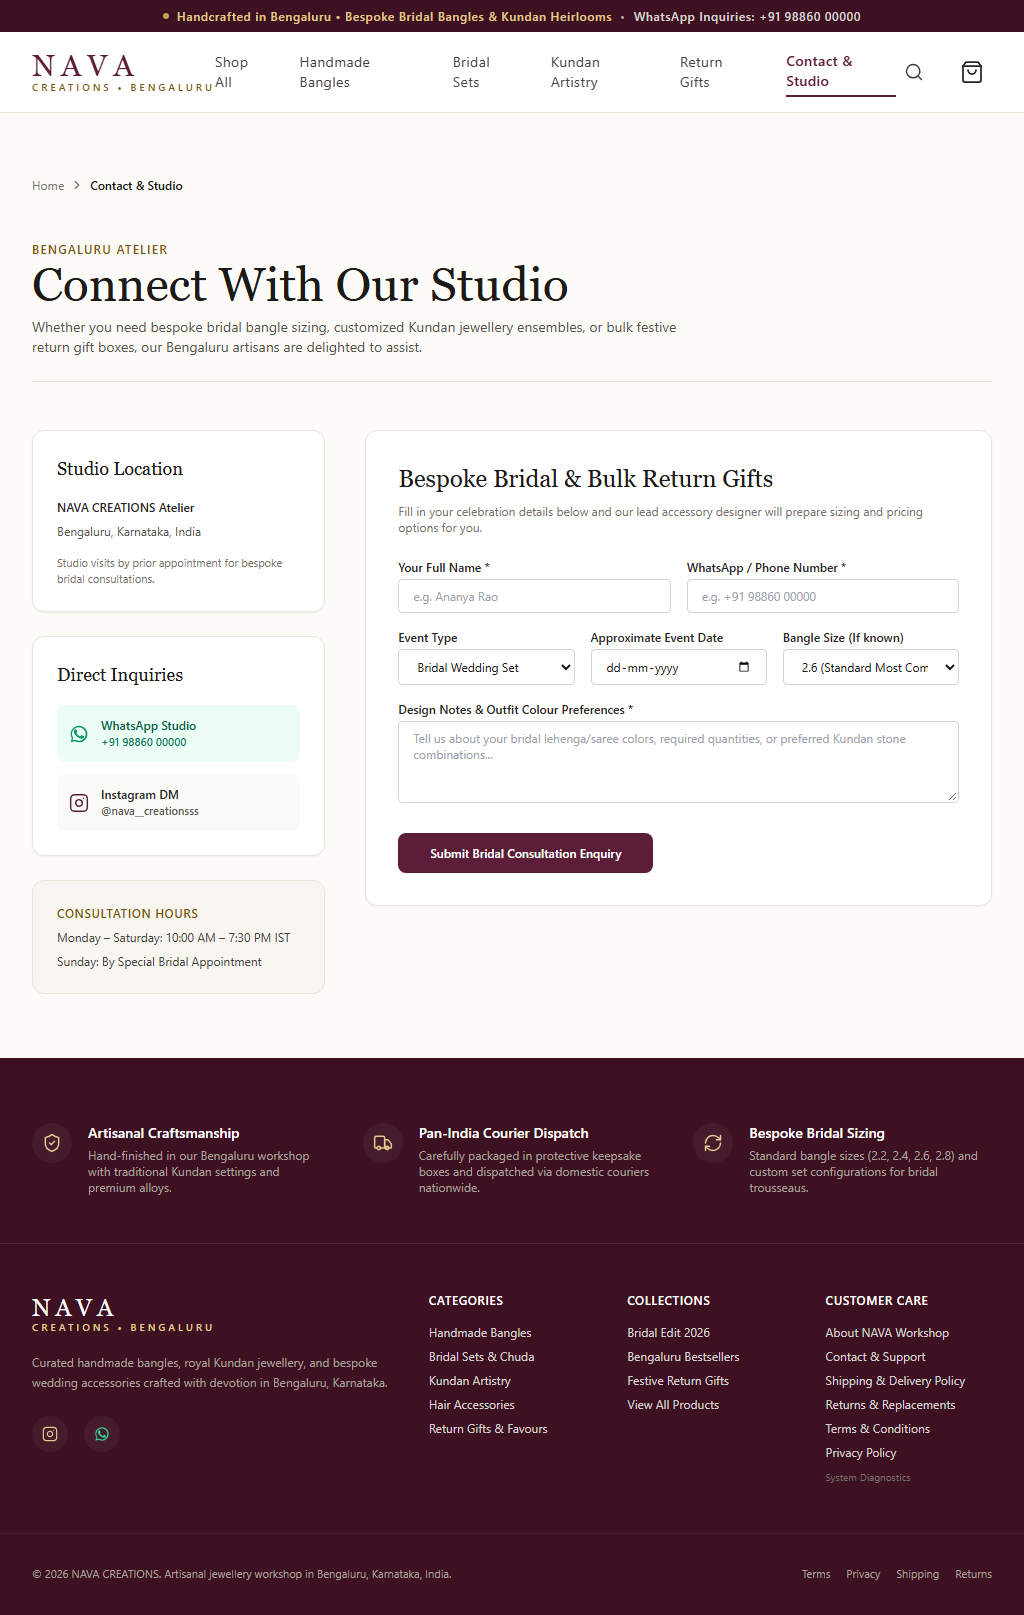 Handcrafted in Bengaluru • Bespoke Bridal Bangles & Kundan Heirlooms • WhatsApp Inquiries: +91 98860 00000
NAVA
CREATIONS • BENGALURU
Shop All
Handmade Bangles
Bridal Sets
Kundan Artistry
Return Gifts
Contact & Studio
Home > Contact & Studio
BENGALURU ATELIER
Connect With Our Studio
Whether you need bespoke bridal bangle sizing, customized Kundan jewellery ensembles, or bulk festive
return gift boxes, our Bengaluru artisans are delighted to assist.
Studio Location
NAVA CREATIONS Atelier
Bengaluru, Karnataka, India
Studio visits by prior appointment for bespoke
bridal consultations.
Direct Inquiries
WhatsApp Studio
+91 98860 00000
Instagram DM
@nava__creationsss
CONSULTATION HOURS
Monday – Saturday: 10:00 AM – 7:30 PM IST
Sunday: By Special Bridal Appointment
Bespoke Bridal & Bulk Return Gifts
Fill in your celebration details below and our lead accessory designer will prepare sizing and pricing
options for you.
Your Full Name *
e.g. Ananya Rao
WhatsApp / Phone Number *
e.g. +91 98860 00000
Event Type
Bridal Wedding Set
Approximate Event Date
dd-mm-yyyy
Bangle Size (If known)
2.6 (Standard Most Com
Design Notes & Outfit Colour Preferences *
Tell us about your bridal lehenga/saree colors, required quantities, or preferred Kundan stone
combinations...
Submit Bridal Consultation Enquiry
Artisanal Craftsmanship
Hand-finished in our Bengaluru workshop
with traditional Kundan settings and
premium alloys.
Pan-India Courier Dispatch
Carefully packaged in protective keepsake
boxes and dispatched via domestic couriers
nationwide.
Bespoke Bridal Sizing
Standard bangle sizes (2.2, 2.4, 2.6, 2.8) and
custom set configurations for bridal
trousseaus.
NAVA
CREATIONS • BENGALURU
Curated handmade bangles, royal Kundan jewellery, and bespoke
wedding accessories crafted with devotion in Bengaluru, Karnataka.
CATEGORIES
Handmade Bangles
Bridal Sets & Chuda
Kundan Artistry
Hair Accessories
Return Gifts & Favours
COLLECTIONS
Bridal Edit 2026
Bengaluru Bestsellers
Festive Return Gifts
View All Products
CUSTOMER CARE
About NAVA Workshop
Contact & Support
Shipping & Delivery Policy
Returns & Replacements
Terms & Conditions
Privacy Policy
System Diagnostics
© 2026 NAVA CREATIONS. Artisanal jewellery workshop in Bengaluru, Karnataka, India.
Terms Privacy Shipping Returns